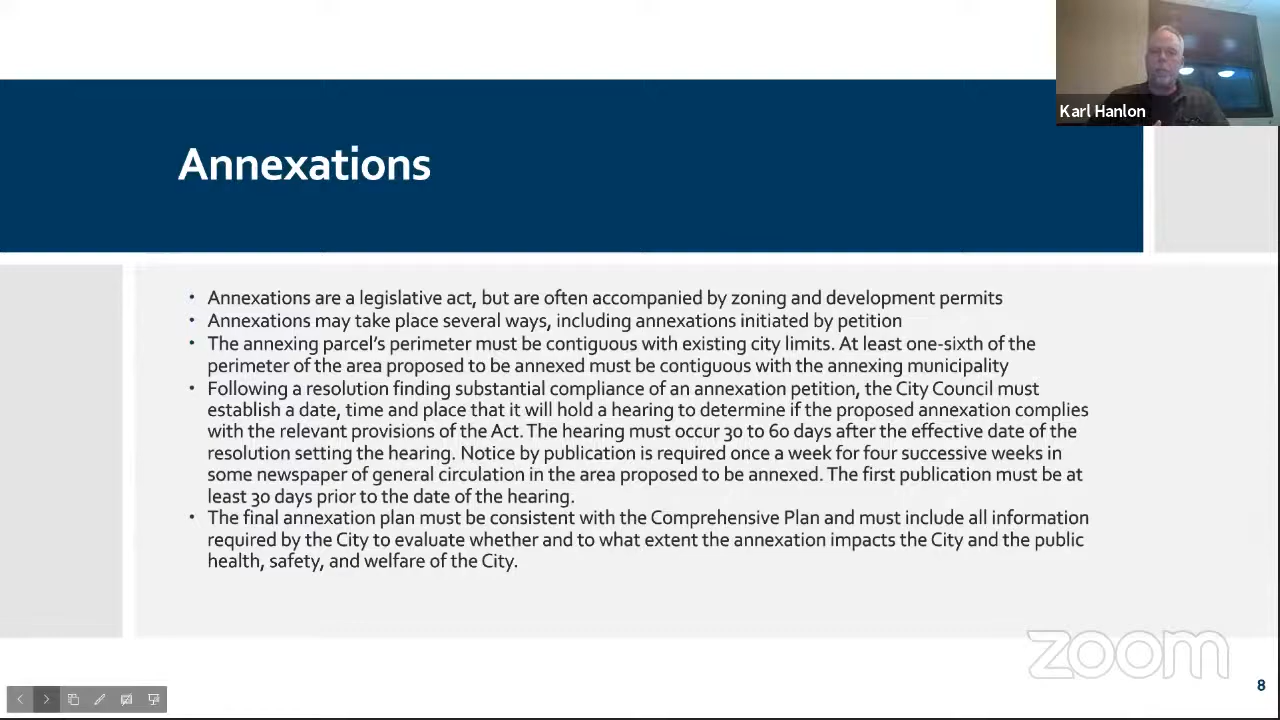 Karl Hanlon
Annexations
• Annexations are a legislative act, but are often accompanied by zoning and development permits
• Annexations may take place several ways, including annexations initiated by petition
• The annexing parcel's perimeter must be contiguous with existing city limits. At least one-sixth of the
perimeter of the area proposed to be annexed must be contiguous with the annexing municipality
• Following a resolution finding substantial compliance of an annexation petition, the City Council must
establish a date, time and place that it will hold a hearing to determine if the proposed annexation complies
with the relevant provisions of the Act. The hearing must occur 30 to 60 days after the effective date of the
resolution setting the hearing. Notice by publication is required once a week for four successive weeks in
some newspaper of general circulation in the area proposed to be annexed. The first publication must be at
least 30 days prior to the date of the hearing.
• The final annexation plan must be consistent with the Comprehensive Plan and must include all information
required by the City to evaluate whether and to what extent the annexation impacts the City and the public
health, safety, and welfare of the City.
zoom
8